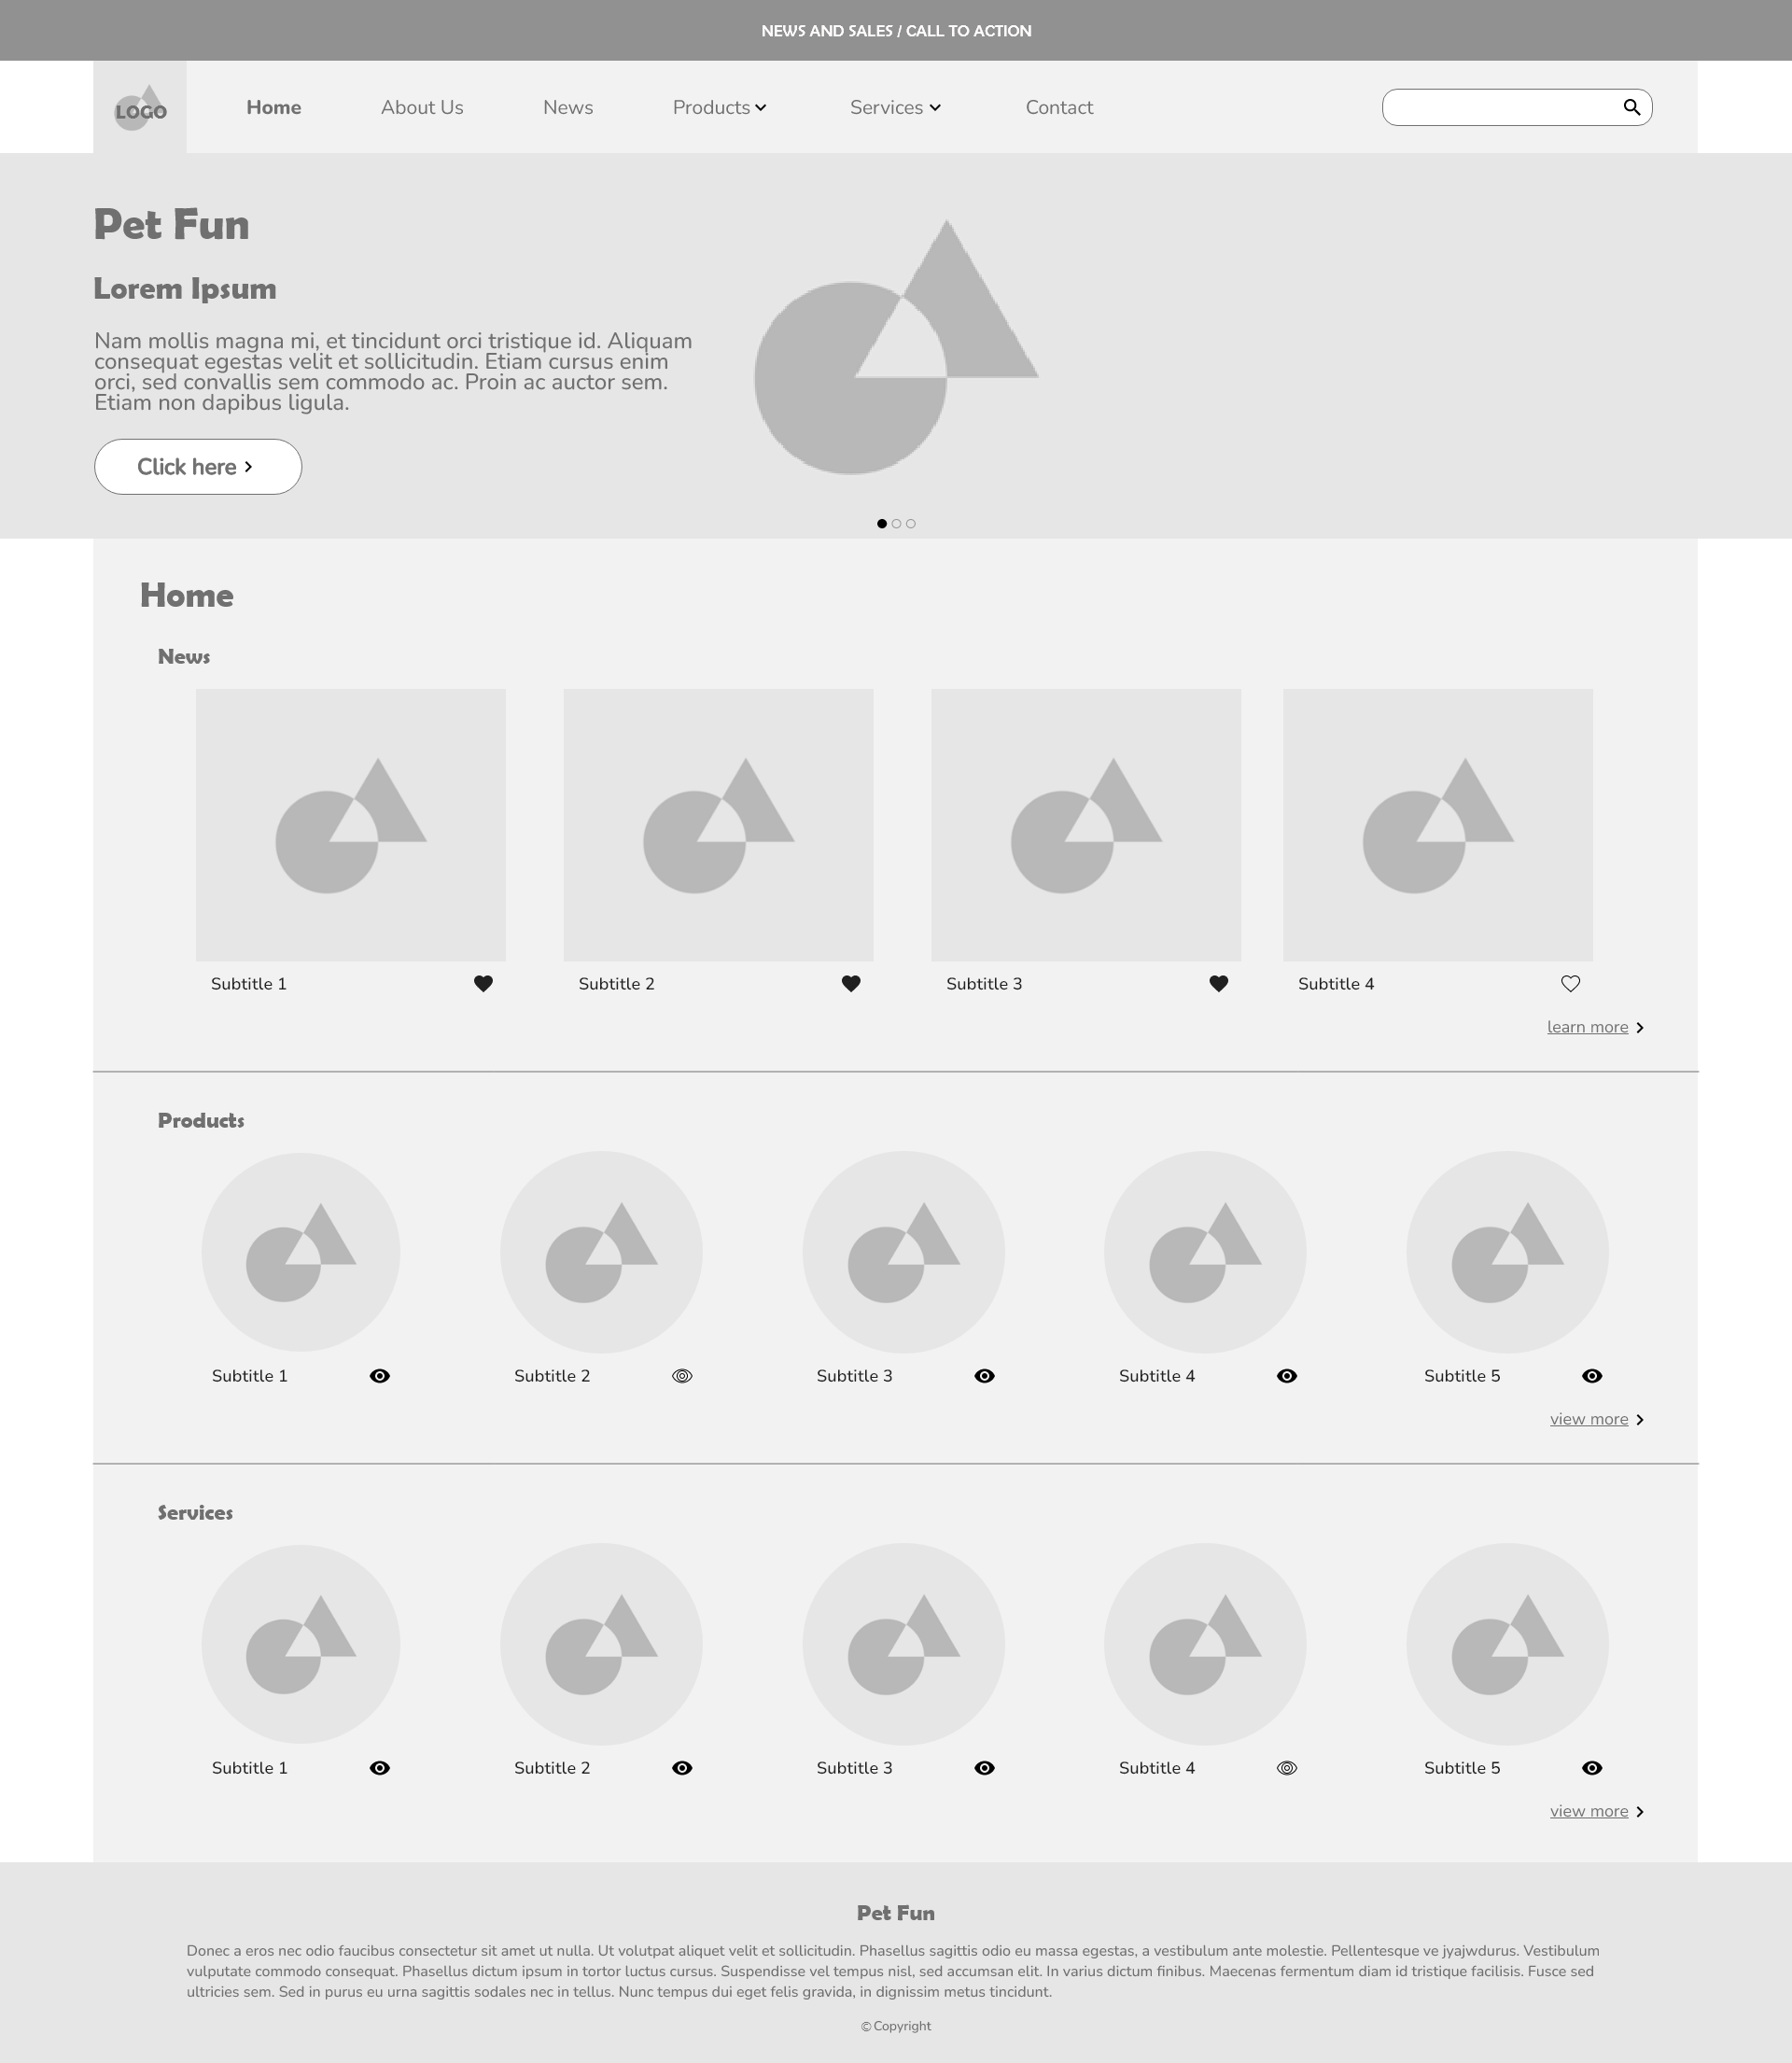 NEWS AND SALES / CALL TO ACTION
LOGO
Home
About Us
News
Products
Services
Contact
Pet Fun
Lorem Ipsum
Nam mollis magna mi, et tincidunt orci tristique id. Aliquam
consequat egestas velit et sollicitudin. Etiam cursus enim
orci, sed convallis sem commodo ac. Proin ac auctor sem.
Etiam non dapibus ligula.
Click here
Home
News
Subtitle 1
Subtitle 2
Subtitle 3
Subtitle 4
learn more
Products
Subtitle 1
Subtitle 2
Subtitle 3
Subtitle 4
Subtitle 5
view more
Services
Subtitle 1
Subtitle 2
Subtitle 3
Subtitle 4
Subtitle 5
view more
Pet Fun
Donec a eros nec odio faucibus consectetur sit amet ut nulla. Ut volutpat aliquet velit et sollicitudin. Phasellus sagittis odio eu massa egestas, a vestibulum ante molestie. Pellentesque ve jyajwdurus. Vestibulum
vulputate commodo consequat. Phasellus dictum ipsum in tortor luctus cursus. Suspendisse vel tempus nisl, sed accumsan elit. In varius dictum finibus. Maecenas fermentum diam id tristique facilisis. Fusce sed
ultricies sem. Sed in purus eu urna sagittis sodales nec in tellus. Nunc tempus dui eget felis gravida, in dignissim metus tincidunt.
© Copyright